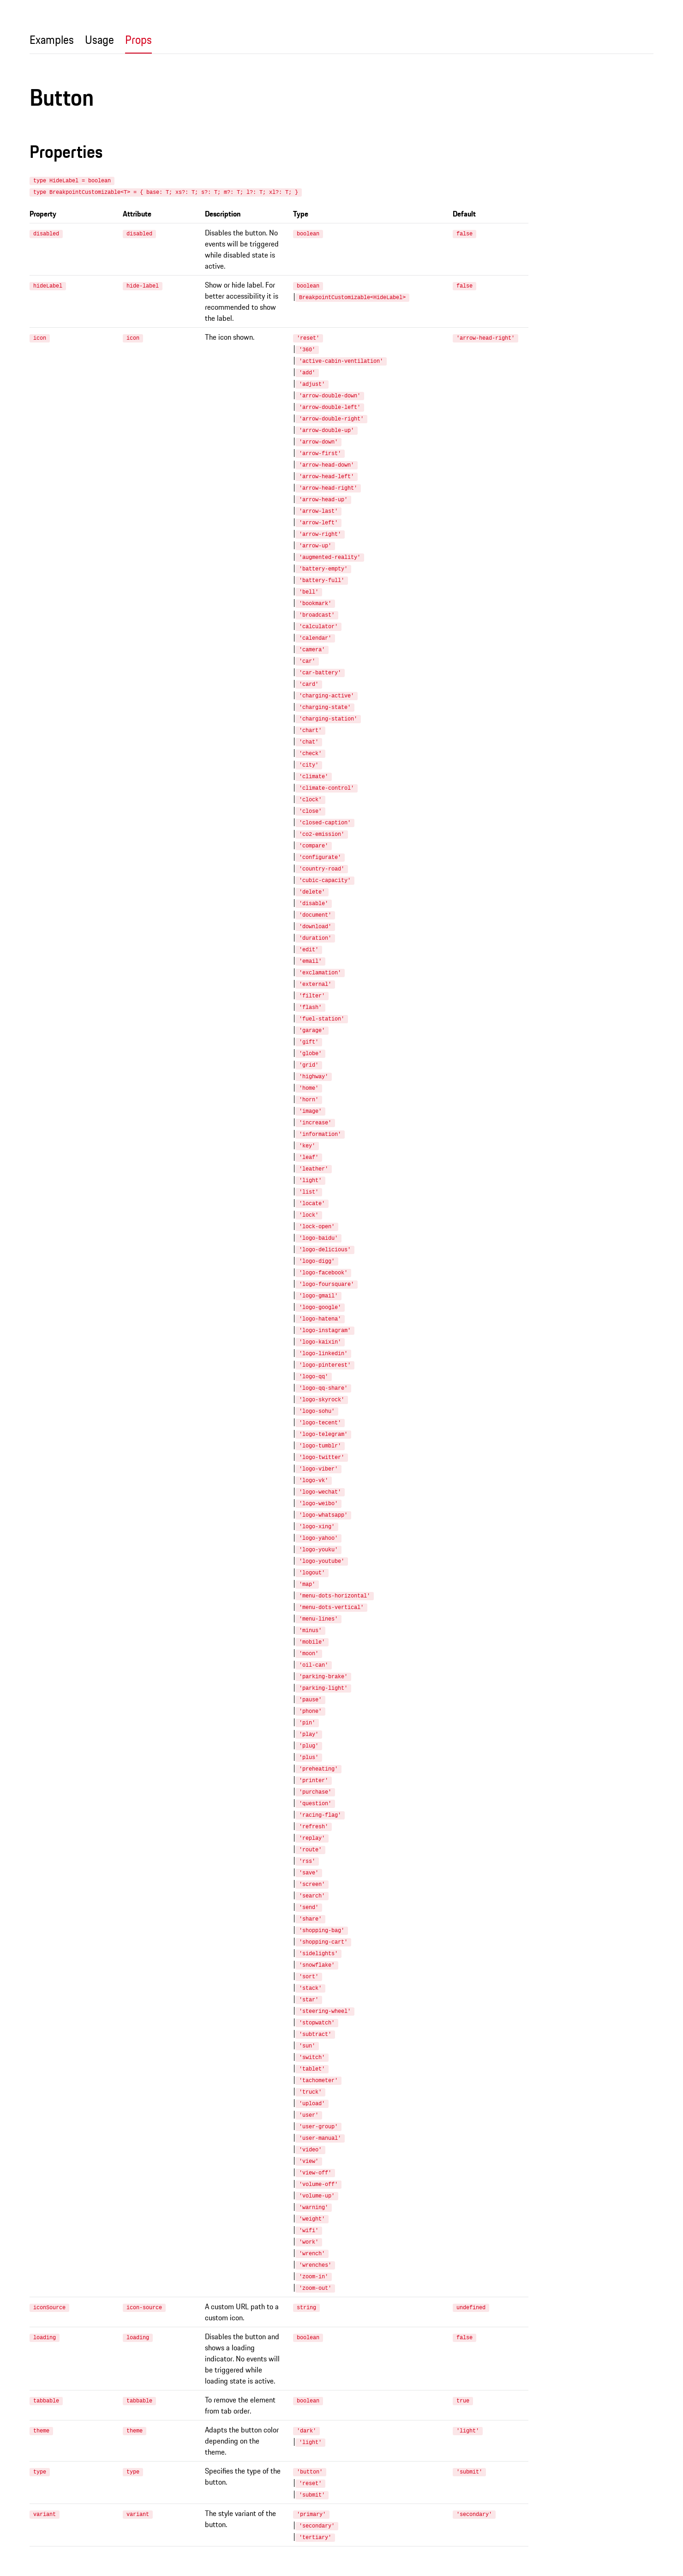 Examples Usage Props
Button
Properties
type HideLabel = boolean
type BreakpointCustomizable<T> = { base: T; xs?: T; s?: T; m?: T; l?: T; xl?: T; }
Property Attribute Description Type Default
disabled disabled Disables the button. No boolean false
events will be triggered
while disabled state is
active.
hideLabel hide-label Show or hide label. For boolean false
better accessibility it is | BreakpointCustomizable<HideLabel>
recommended to show
the label.
icon icon The icon shown. 'reset' 'arrow-head-right'
| '360'
| 'active-cabin-ventilation'
| 'add'
| 'adjust'
| 'arrow-double-down'
| 'arrow-double-left'
| 'arrow-double-right'
| 'arrow-double-up'
| 'arrow-down'
| 'arrow-first'
| 'arrow-head-down'
| 'arrow-head-left'
| 'arrow-head-right'
| 'arrow-head-up'
| 'arrow-last'
| 'arrow-left'
| 'arrow-right'
| 'arrow-up'
| 'augmented-reality'
| 'battery-empty'
| 'battery-full'
| 'bell'
| 'bookmark'
| 'broadcast'
| 'calculator'
| 'calendar'
| 'camera'
| 'car'
| 'car-battery'
| 'card'
| 'charging-active'
| 'charging-state'
| 'charging-station'
| 'chart'
| 'chat'
| 'check'
| 'city'
| 'climate'
| 'climate-control'
| 'clock'
| 'close'
| 'closed-caption'
| 'co2-emission'
| 'compare'
| 'configurate'
| 'country-road'
| 'cubic-capacity'
| 'delete'
| 'disable'
| 'document'
| 'download'
| 'duration'
| 'edit'
| 'email'
| 'exclamation'
| 'external'
| 'filter'
| 'flash'
| 'fuel-station'
| 'garage'
| 'gift'
| 'globe'
| 'grid'
| 'highway'
| 'home'
| 'horn'
| 'image'
| 'increase'
| 'information'
| 'key'
| 'leaf'
| 'leather'
| 'light'
| 'list'
| 'locate'
| 'lock'
| 'lock-open'
| 'logo-baidu'
| 'logo-delicious'
| 'logo-digg'
| 'logo-facebook'
| 'logo-foursquare'
| 'logo-gmail'
| 'logo-google'
| 'logo-hatena'
| 'logo-instagram'
| 'logo-kaixin'
| 'logo-linkedin'
| 'logo-pinterest'
| 'logo-qq'
| 'logo-qq-share'
| 'logo-skyrock'
| 'logo-sohu'
| 'logo-tecent'
| 'logo-telegram'
| 'logo-tumblr'
| 'logo-twitter'
| 'logo-viber'
| 'logo-vk'
| 'logo-wechat'
| 'logo-weibo'
| 'logo-whatsapp'
| 'logo-xing'
| 'logo-yahoo'
| 'logo-youku'
| 'logo-youtube'
| 'logout'
| 'map'
| 'menu-dots-horizontal'
| 'menu-dots-vertical'
| 'menu-lines'
| 'minus'
| 'mobile'
| 'moon'
| 'oil-can'
| 'parking-brake'
| 'parking-light'
| 'pause'
| 'phone'
| 'pin'
| 'play'
| 'plug'
| 'plus'
| 'preheating'
| 'printer'
| 'purchase'
| 'question'
| 'racing-flag'
| 'refresh'
| 'replay'
| 'route'
| 'rss'
| 'save'
| 'screen'
| 'search'
| 'send'
| 'share'
| 'shopping-bag'
| 'shopping-cart'
| 'sidelights'
| 'snowflake'
| 'sort'
| 'stack'
| 'star'
| 'steering-wheel'
| 'stopwatch'
| 'subtract'
| 'sun'
| 'switch'
| 'tablet'
| 'tachometer'
| 'truck'
| 'upload'
| 'user'
| 'user-group'
| 'user-manual'
| 'video'
| 'view'
| 'view-off'
| 'volume-off'
| 'volume-up'
| 'warning'
| 'weight'
| 'wifi'
| 'work'
| 'wrench'
| 'wrenches'
| 'zoom-in'
| 'zoom-out'
iconSource icon-source A custom URL path to a string undefined
custom icon.
loading loading Disables the button and boolean false
shows a loading
indicator. No events will
be triggered while
loading state is active.
tabbable tabbable To remove the element boolean true
from tab order.
theme theme Adapts the button color 'dark' 'light'
depending on the | 'light'
theme.
type type Specifies the type of the 'button' 'submit'
button. | 'reset'
| 'submit'
variant variant The style variant of the 'primary' 'secondary'
button. | 'secondary'
| 'tertiary'